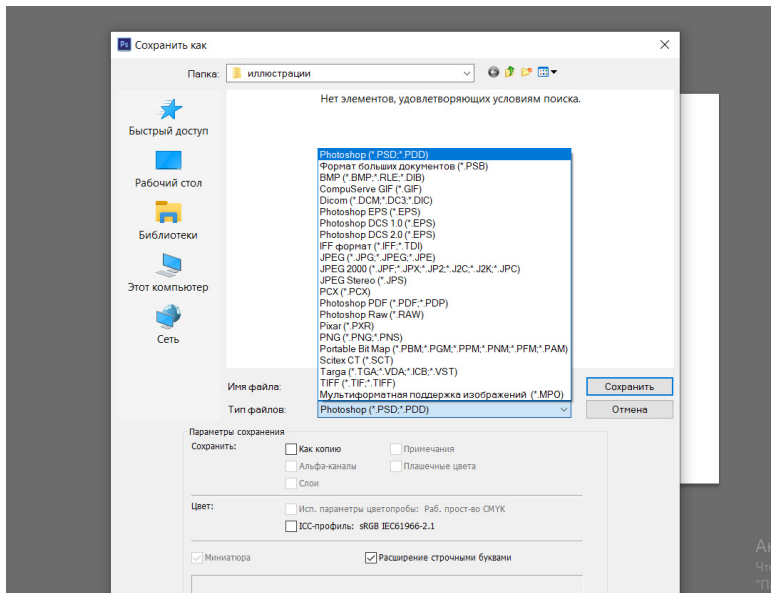 Ps Сохранить как
Папка: иллюстрации
Нет элементов, удовлетворяющих условиям поиска.
Быстрый доступ
Рабочий стол
Библиотеки
Этот компьютер
Сеть
Photoshop (*.PSD;*.PDD)
Формат больших документов (*.PSB)
BMP (*.BMP;*.RLE;*.DIB)
CompuServe GIF (*.GIF)
Dicom (*.DCM;*.DC3;*.DIC)
Photoshop EPS (*.EPS)
Photoshop DCS 1.0 (*.EPS)
Photoshop DCS 2.0 (*.EPS)
IFF формат (*.IFF;*.TDI)
JPEG (*.JPG;*.JPEG;*.JPE)
JPEG 2000 (*.JPF;*.JPX;*.JP2;*.J2C;*.J2K;*.JPC)
JPEG Stereo (*.JPS)
PCX (*.PCX)
Photoshop PDF (*.PDF;*.PDP)
Photoshop Raw (*.RAW)
Pixar (*.PXR)
PNG (*.PNG;*.PNS)
Portable Bit Map (*.PBM;*.PGM;*.PPM;*.PNM;*.PFM;*.PAM)
Scitex CT (*.SCT)
Targa (*.TGA;*.VDA;*.ICB;*.VST)
TIFF (*.TIF;*.TIFF)
Мультиформатная поддержка изображений (*.MPO)
Имя файла: Сохранить
Тип файлов: Photoshop (*.PSD;*.PDD) Отмена
Параметры сохранения
Сохранить: Как копию Примечания
Альфа-каналы Плашечные цвета
Слои
Цвет: Исп. параметры цветопробы: Раб. прост-во CMYK
ICC-профиль: sRGB IEC61966-2.1
Миниатюра Расширение строчными буквами